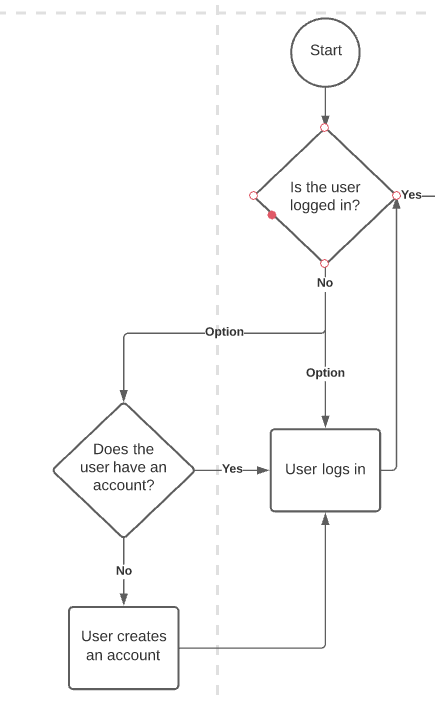 Start
Is the user
logged in?
Yes
No
Option
Option
Does the
user have an
account?
Yes
User logs in
No
User creates
an account